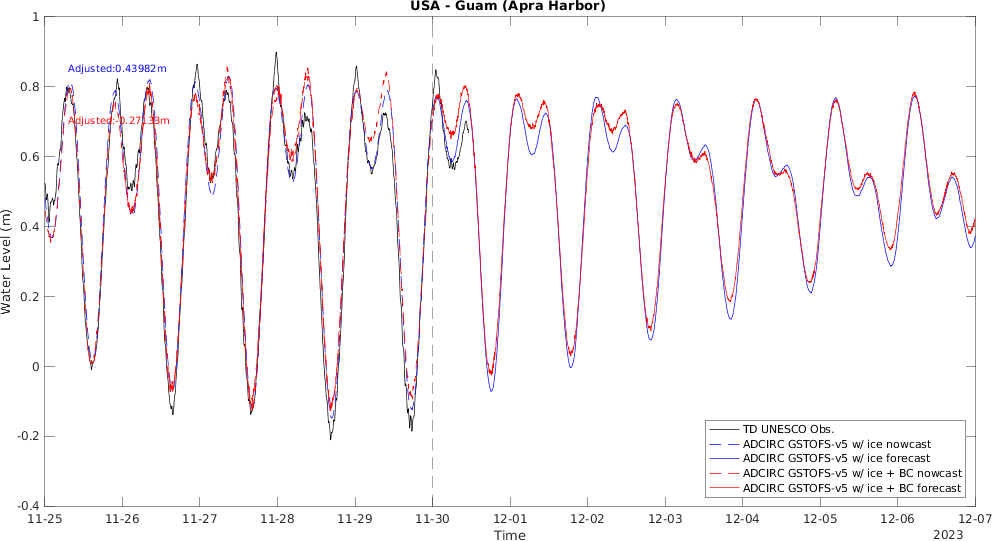 USA - Guam (Apra Harbor)
1
0.8
0.6
0.4
0.2
0
-0.2
-0.4
Water Level (m)
Adjusted:0.43982m
Adjusted:-0.27133m
TD UNESCO Obs.
ADCIRC GSTOFS-v5 w/ ice nowcast
ADCIRC GSTOFS-v5 w/ ice forecast
ADCIRC GSTOFS-v5 w/ ice + BC nowcast
ADCIRC GSTOFS-v5 w/ ice + BC forecast
11-25 11-26 11-27 11-28 11-29 11-30 12-01 12-02 12-03 12-04 12-05 12-06 12-07
Time
2023